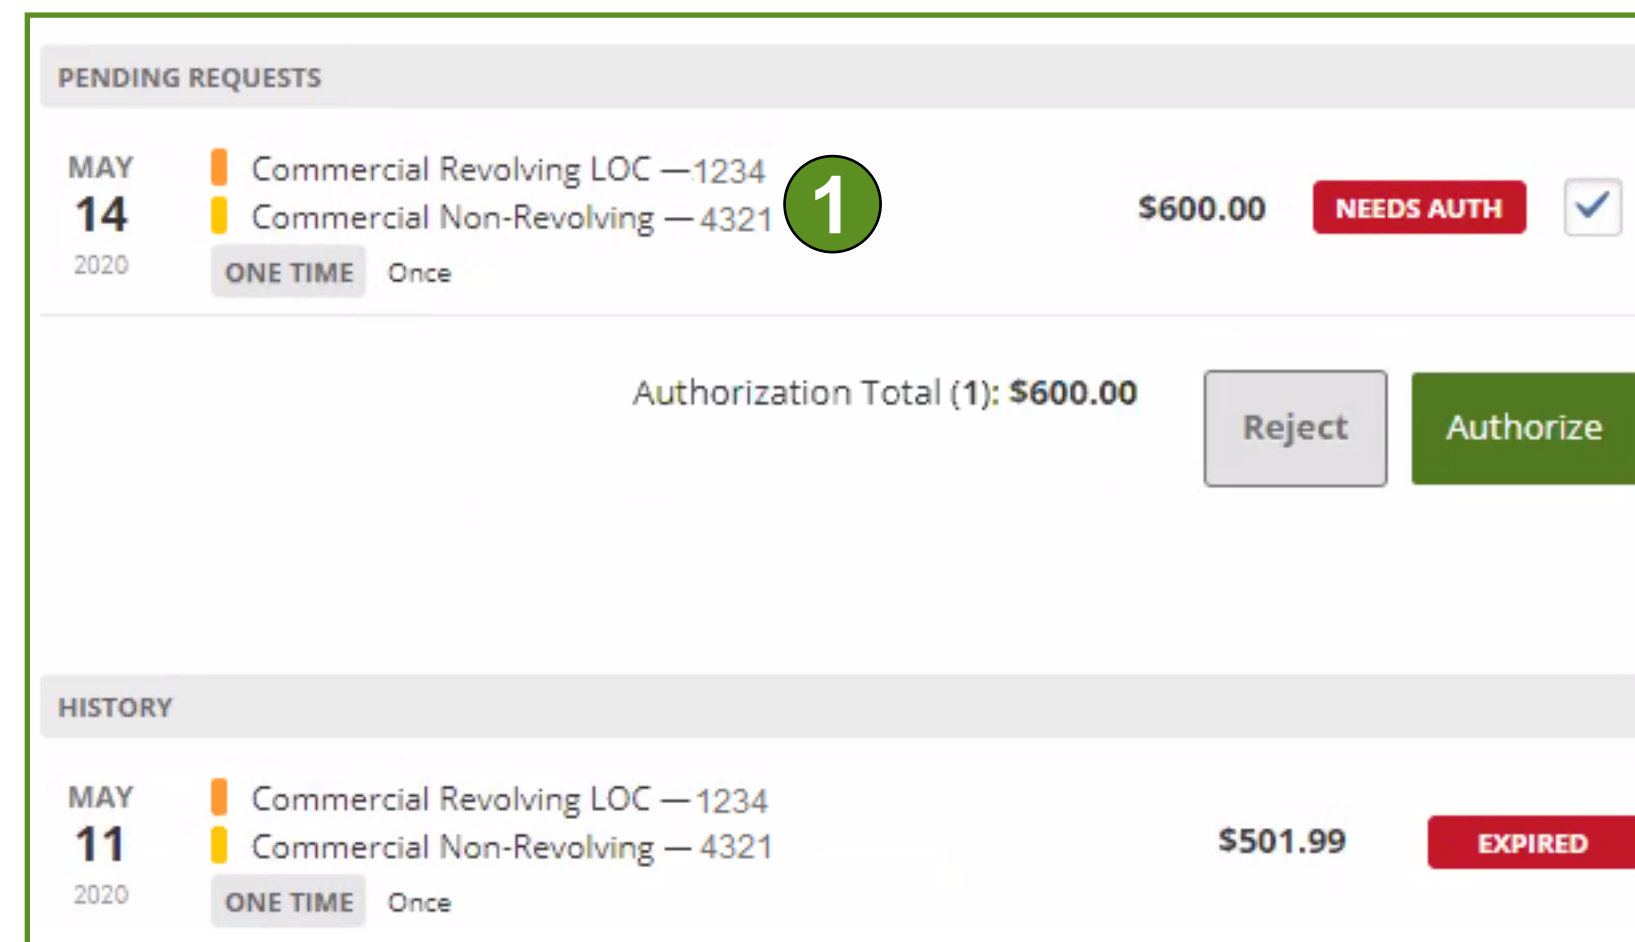 PENDING REQUESTS
MAY
14
2020
Commercial Revolving LOC — 1234
Commercial Non-Revolving — 4321
ONE TIME Once
1
$600.00
NEEDS AUTH
Authorization Total (1): $600.00
Reject
Authorize
HISTORY
MAY
11
2020
Commercial Revolving LOC — 1234
Commercial Non-Revolving — 4321
ONE TIME Once
$501.99
EXPIRED